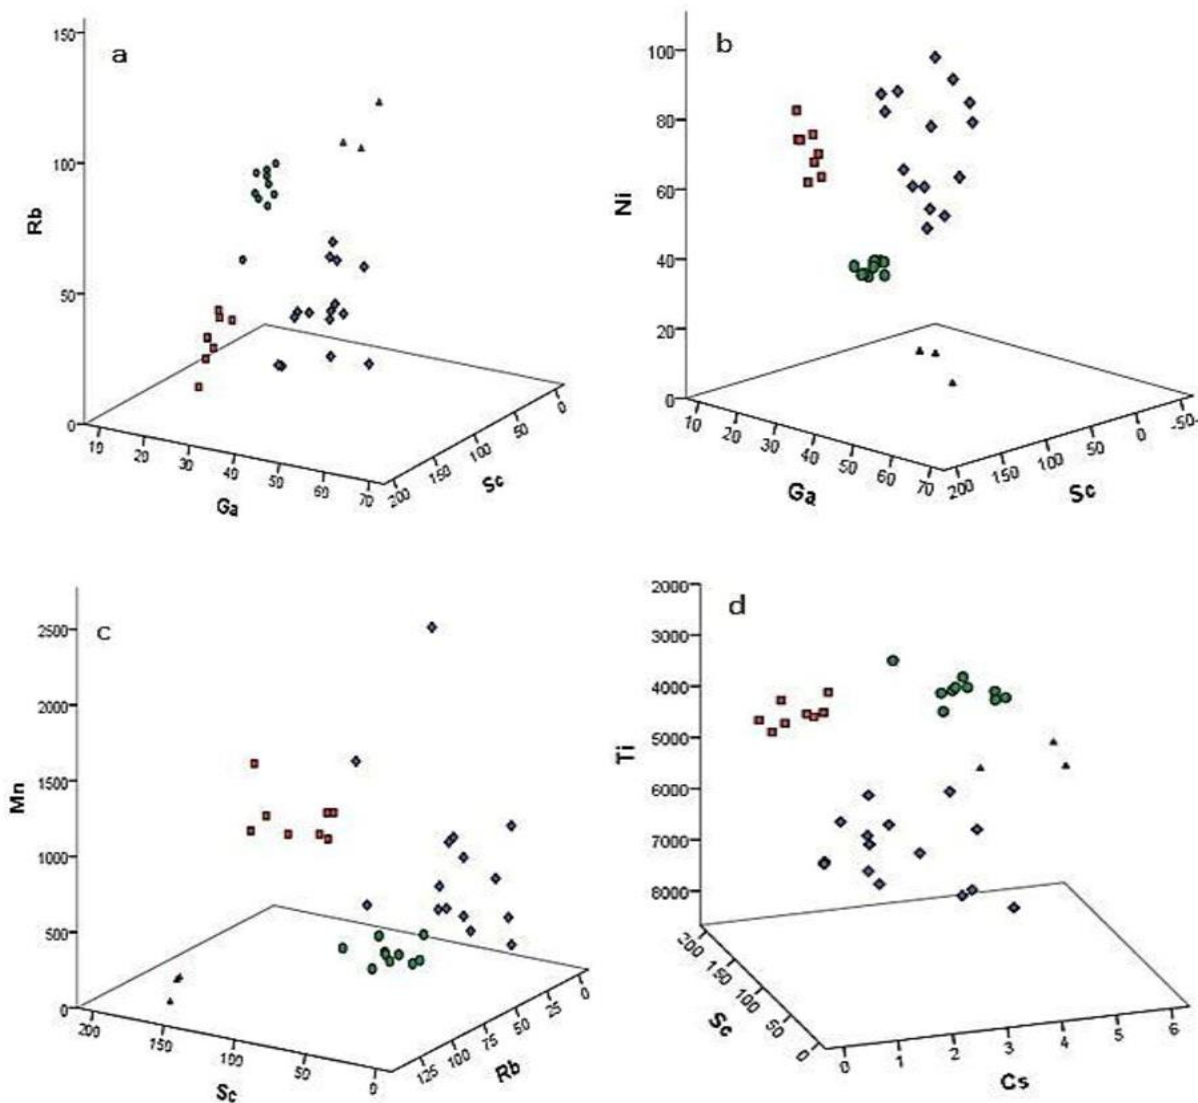 a
150
100
50
0
Rb
10 20 30 40 50 60 70
Ga
200 150 100 50 0
Sc
b
100
80
60
40
20
0
Ni
10 20 30 40 50 60 70
Ga
200 150 100 50 0 -50
Sc
c
2500
2000
1500
1000
500
0
Mn
200 150 100 50 0
Sc
125 100 75 50 25 0
Rb
d
2000
3000
4000
5000
6000
7000
8000
Ti
200 150 100 50 0
Sc
0 1 2 3 4 5 6
Cs